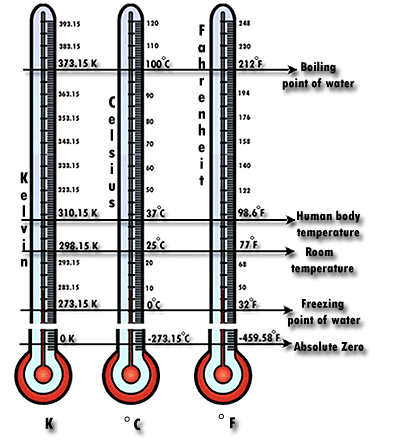 393.15 120 248
383.15 110 230
373.15 K 100°C 212°F Boiling
point of water
363.15 90 194
353.15 80 176
343.15 70
333.15 60 140
323.15 50 122
Kelvin
Celsius
Fahrenheit
310.15 K 37°C 98.6°F Human body
temperature
298.15 K 25°C 77°F Room
temperature
293.15 20 68
283.15 10 50
273.15 K 0°C 32°F Freezing
point of water
0 K -273.15°C -459.58°F Absolute Zero
K °C °F